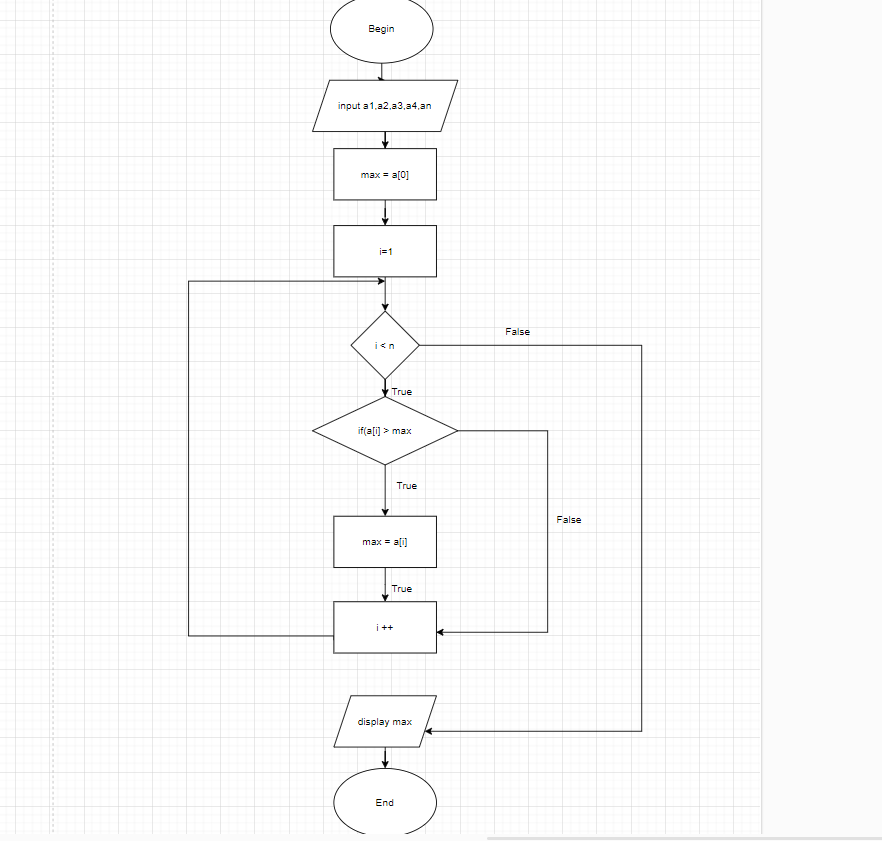 Begin
input a1,a2,a3,a4,an
max = a[0]
i=1
i < n
False
True
if(a[i] > max
True
False
max = a[i]
True
i ++
display max
End